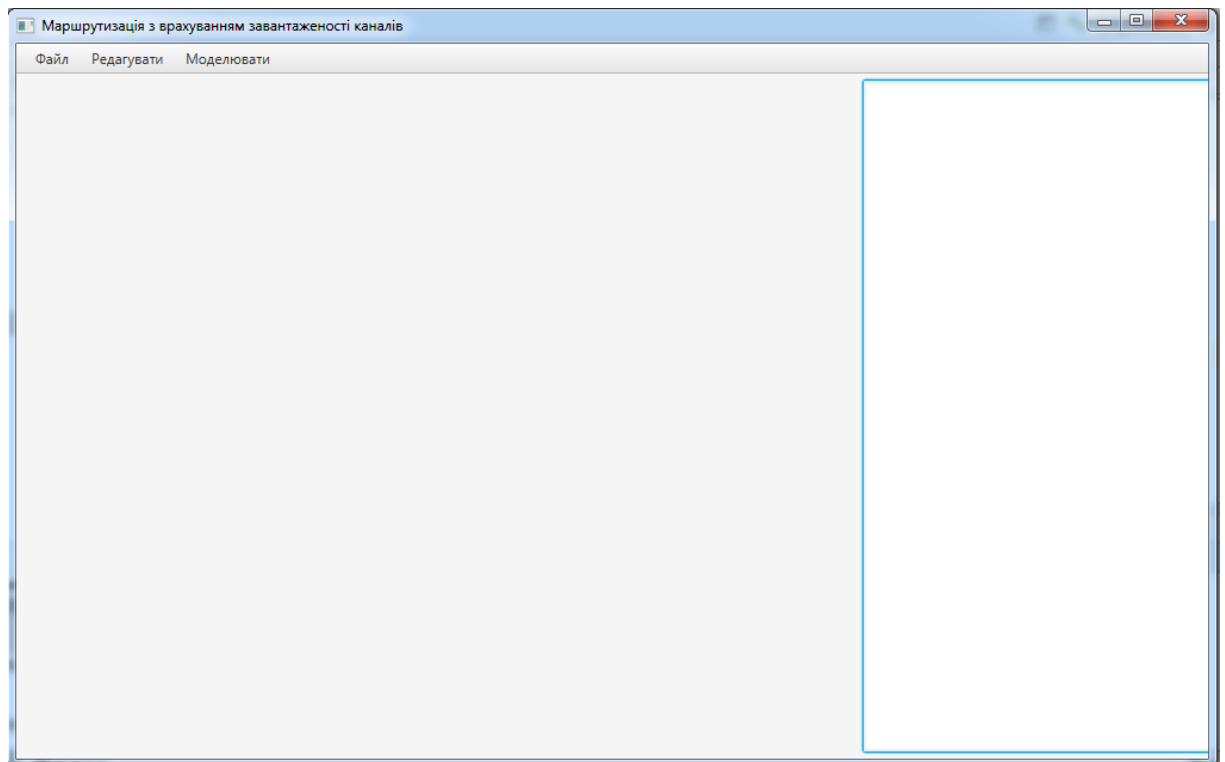 Маршрутизація з врахуванням завантаженості каналів
Файл Редагувати Моделювати